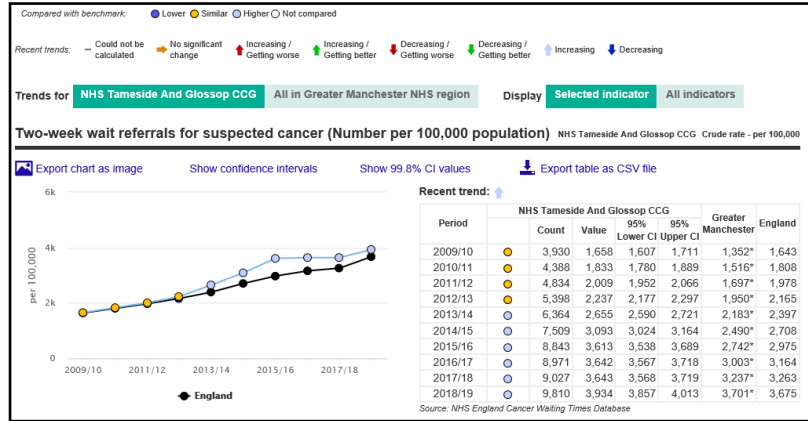 Compared with benchmark: Lower Similar Higher Not compared
Recent trends: – Could not be calculated No significant change Increasing / Getting worse Increasing / Getting better Decreasing / Getting worse Decreasing / Getting better Increasing Decreasing
Trends for NHS Tameside And Glossop CCG All in Greater Manchester NHS region Display Selected indicator All indicators
Two-week wait referrals for suspected cancer (Number per 100,000 population) NHS Tameside And Glossop CCG Crude rate - per 100,000
Export chart as image Show confidence intervals Show 99.8% CI values Export table as CSV file
6k
4k
2k
0
per 100,000
2009/10 2011/12 2013/14 2015/16 2017/18
England
Recent trend:
Period NHS Tameside And Glossop CCG Greater Manchester England
Count Value 95% Lower CI 95% Upper CI
2009/10 3,930 1,658 1,607 1,711 1,352* 1,643
2010/11 4,388 1,833 1,780 1,889 1,516* 1,808
2011/12 4,834 2,009 1,952 2,066 1,697* 1,978
2012/13 5,398 2,237 2,177 2,297 1,950* 2,165
2013/14 6,364 2,655 2,590 2,721 2,183* 2,397
2014/15 7,509 3,093 3,024 3,164 2,490* 2,708
2015/16 8,843 3,613 3,538 3,689 2,742* 2,975
2016/17 8,971 3,642 3,567 3,718 3,003* 3,164
2017/18 9,027 3,643 3,568 3,719 3,237* 3,263
2018/19 9,810 3,934 3,857 4,013 3,701* 3,675
Source: NHS England Cancer Waiting Times Database